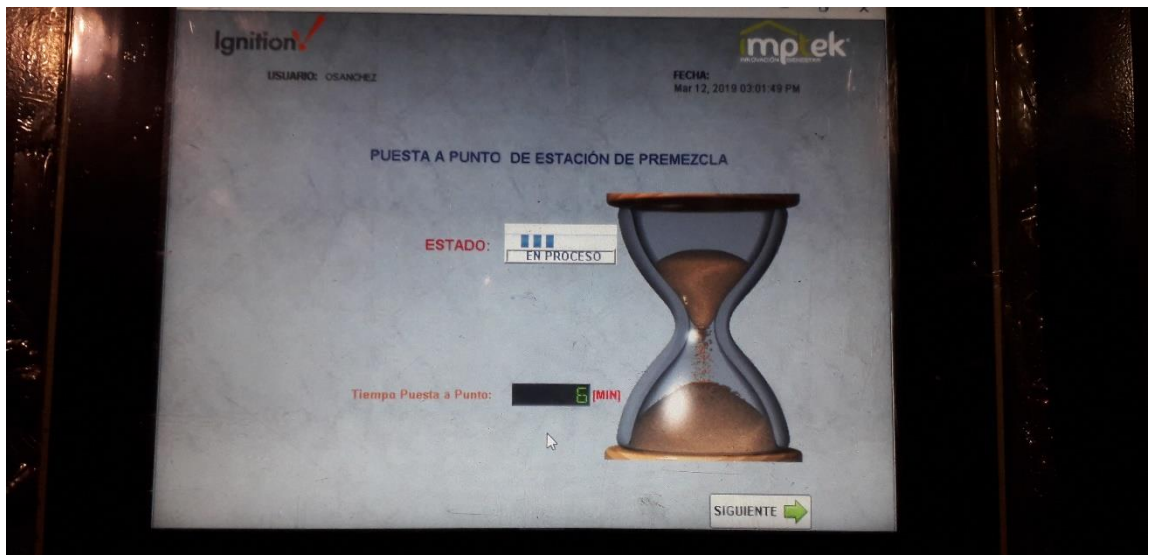 Ignition
imptek
USUARIO: OSANCHEZ
FECHA:
Mar 12, 2019 03:01:49 PM
PUESTA A PUNTO DE ESTACIÓN DE PREMEZCLA
ESTADO:
EN PROCESO
Tiempo Puesta a Punto:
6 [MIN]
SIGUIENTE